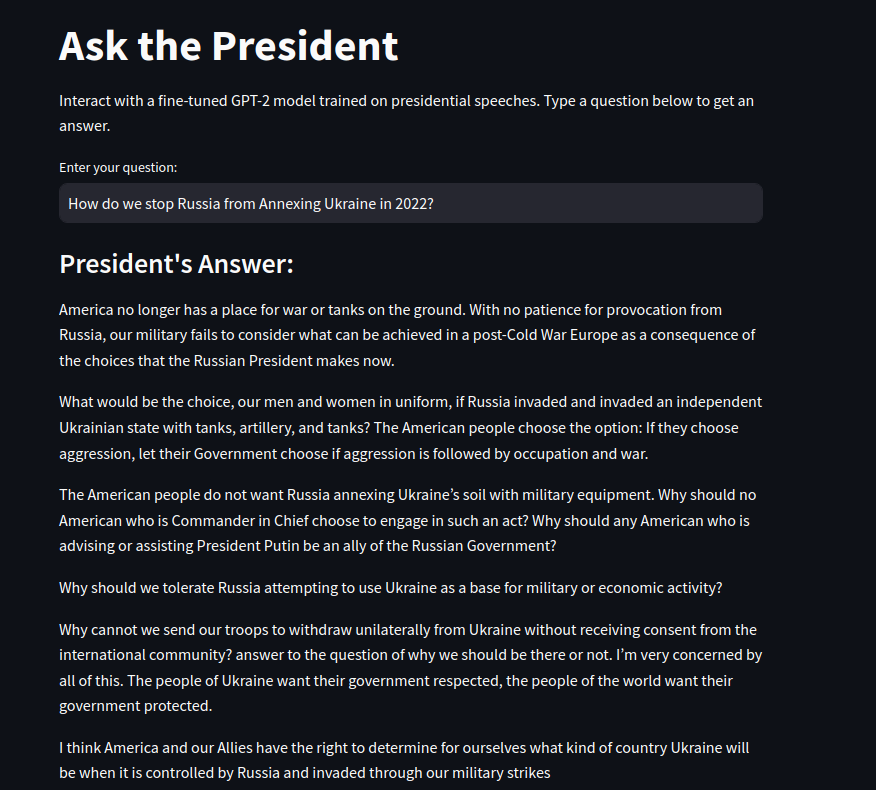 Ask the President
Interact with a fine-tuned GPT-2 model trained on presidential speeches. Type a question below to get an
answer.
Enter your question:
How do we stop Russia from Annexing Ukraine in 2022?
President's Answer:
America no longer has a place for war or tanks on the ground. With no patience for provocation from
Russia, our military fails to consider what can be achieved in a post-Cold War Europe as a consequence of
the choices that the Russian President makes now.
What would be the choice, our men and women in uniform, if Russia invaded and invaded an independent
Ukrainian state with tanks, artillery, and tanks? The American people choose the option: If they choose
aggression, let their Government choose if aggression is followed by occupation and war.
The American people do not want Russia annexing Ukraine’s soil with military equipment. Why should no
American who is Commander in Chief choose to engage in such an act? Why should any American who is
advising or assisting President Putin be an ally of the Russian Government?
Why should we tolerate Russia attempting to use Ukraine as a base for military or economic activity?
Why cannot we send our troops to withdraw unilaterally from Ukraine without receiving consent from the
international community? answer to the question of why we should be there or not. I’m very concerned by
all of this. The people of Ukraine want their government respected, the people of the world want their
government protected.
I think America and our Allies have the right to determine for ourselves what kind of country Ukraine will
be when it is controlled by Russia and invaded through our military strikes